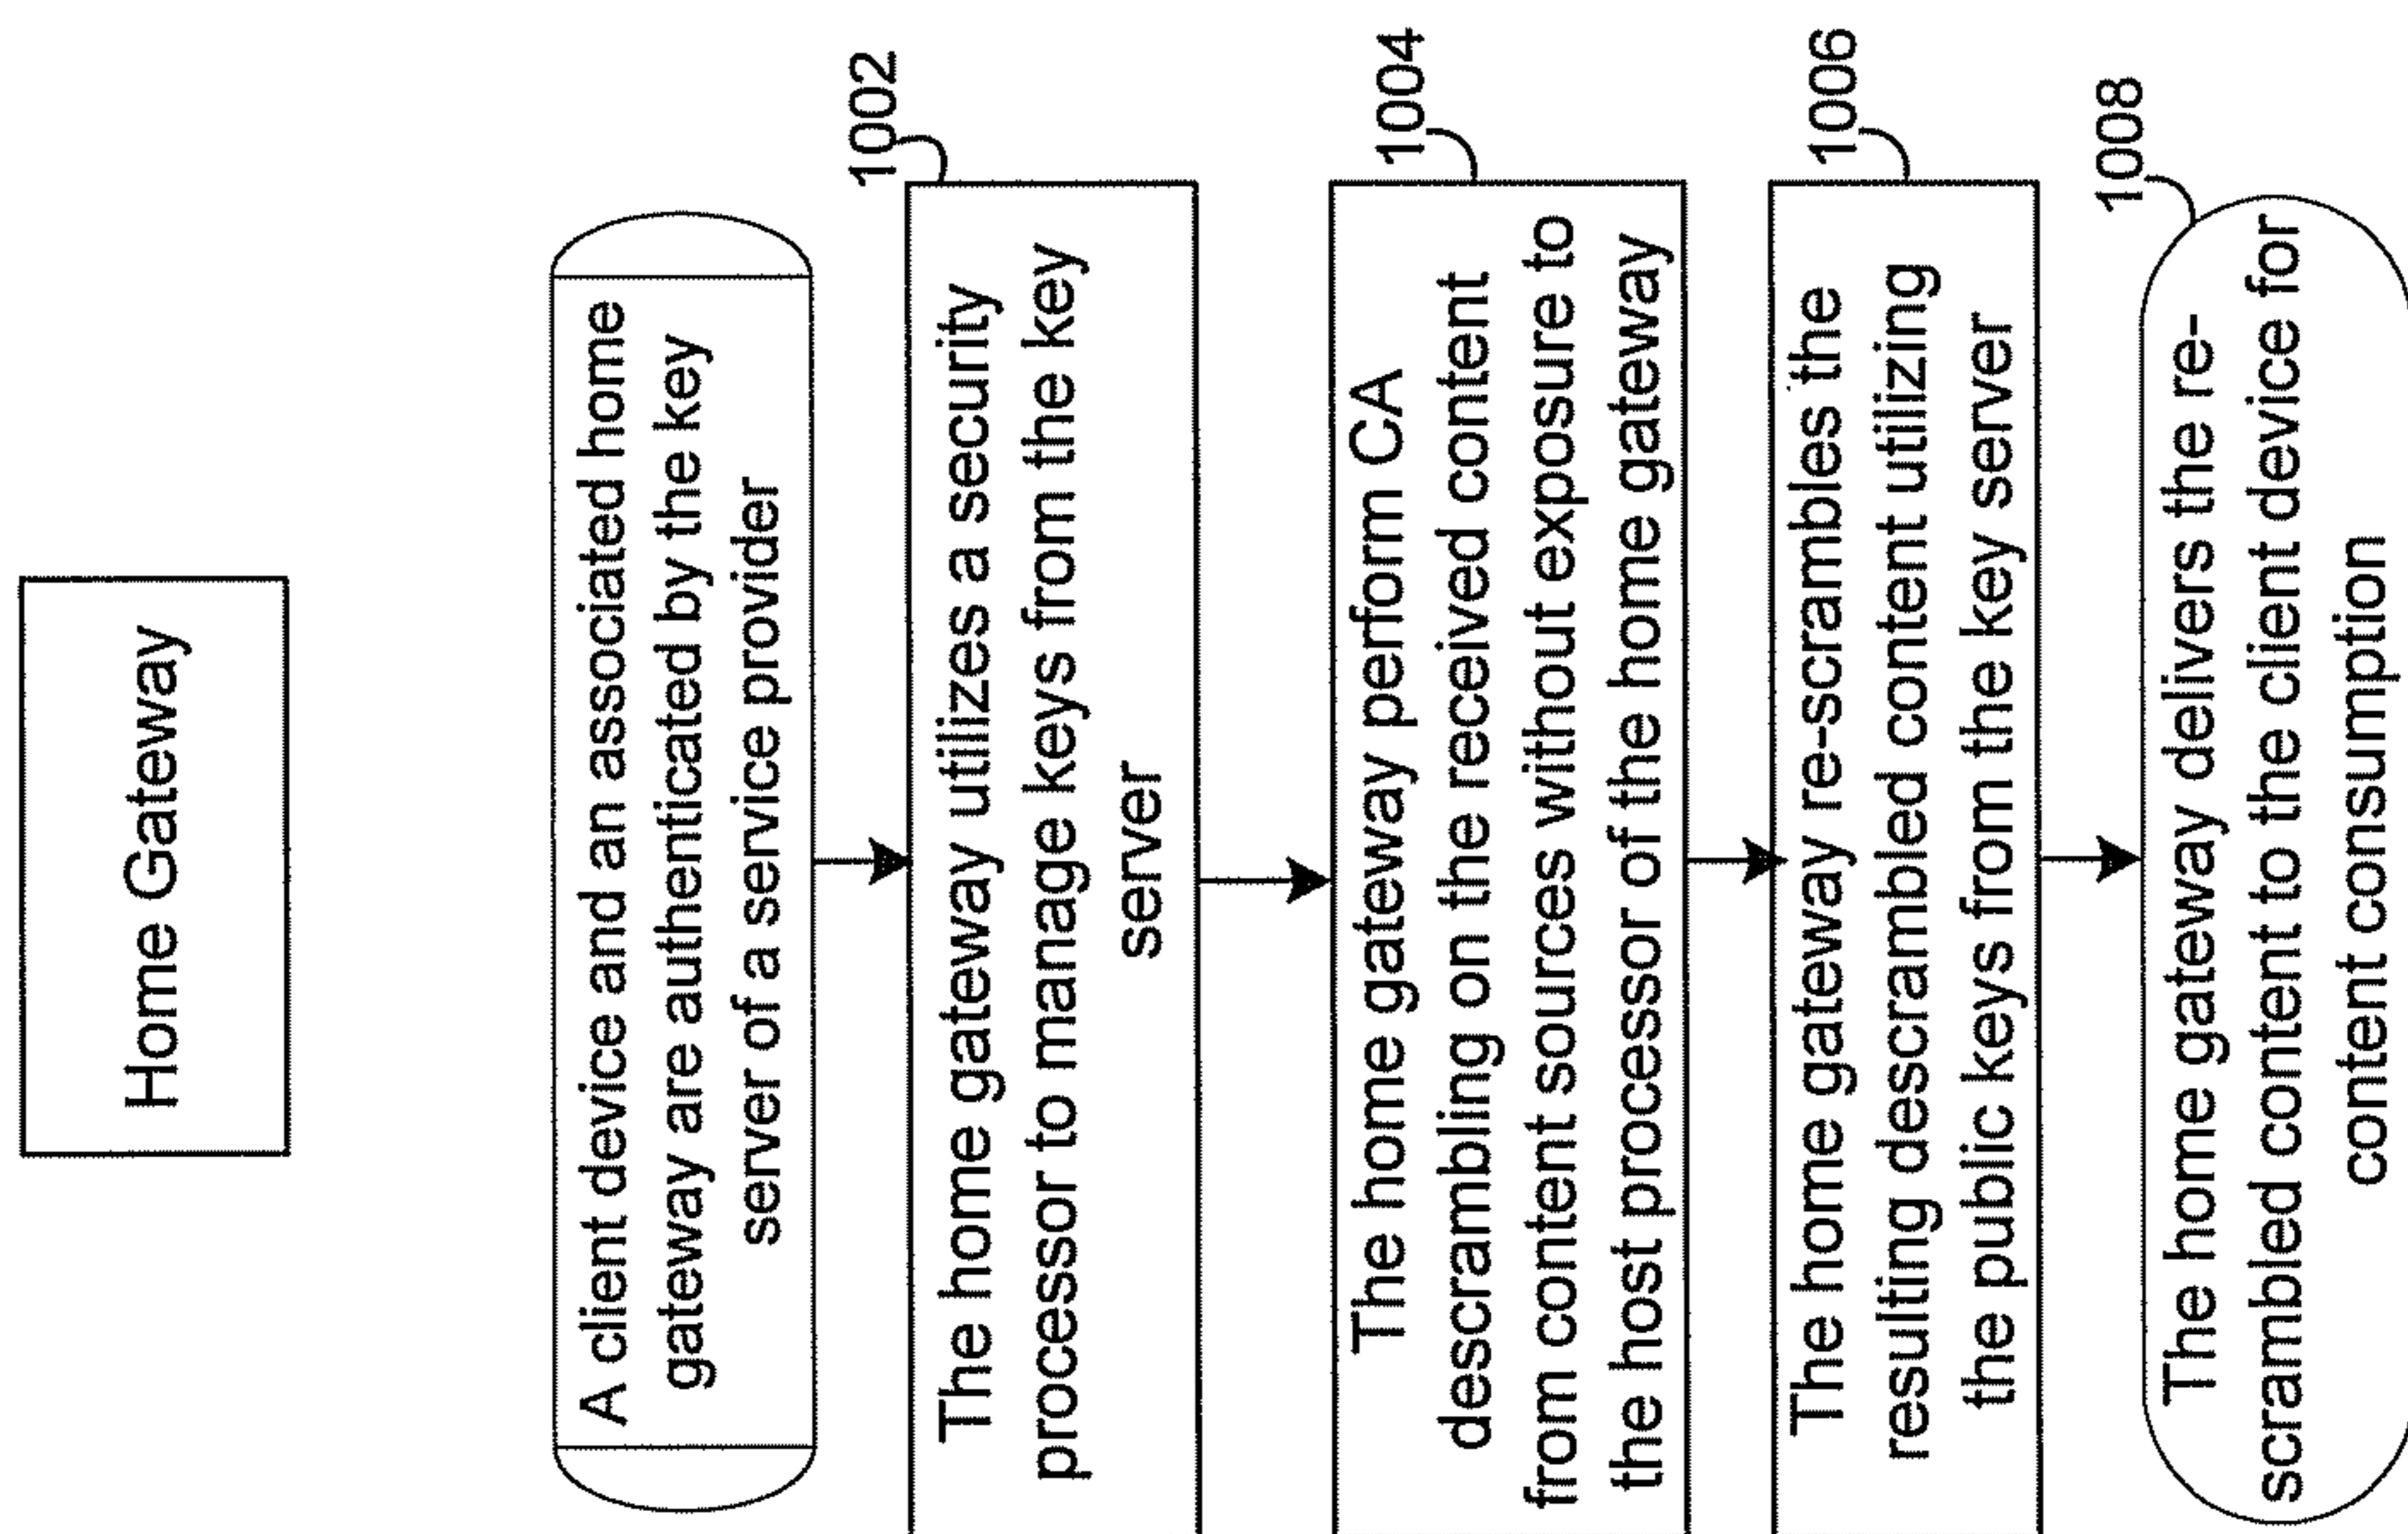 Home Gateway
A client device and an associated home
gateway are authenticated by the key
server of a service provider
1002
The home gateway utilizes a security
processor to manage keys from the key
server
1004
The home gateway perform CA
descrambling on the received content
from content sources without exposure to
the host processor of the home gateway
1006
The home gateway re-scrambles the
resulting descrambled content utilizing
the public keys from the key server
1008
The home gateway delivers the re-
scrambled content to the client device for
content consumption